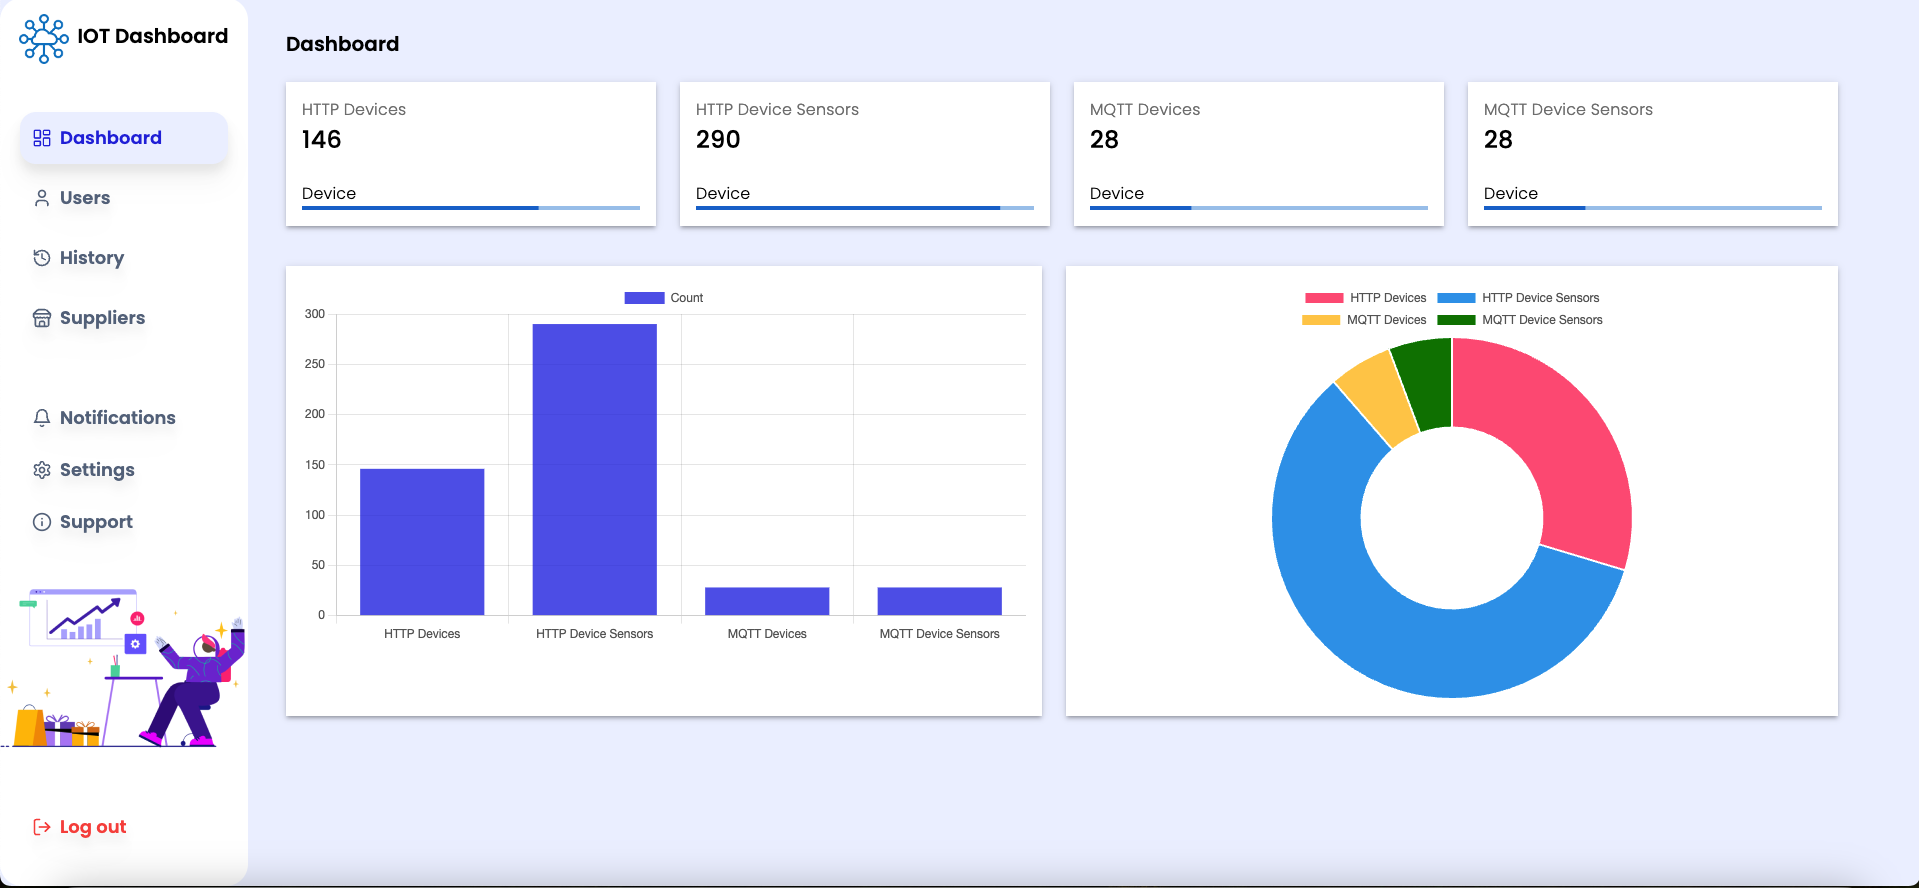 IOT Dashboard
Dashboard
Users
History
Suppliers
Notifications
Settings
Support
Log out
Dashboard
HTTP Devices
146
Device
HTTP Device Sensors
290
Device
MQTT Devices
28
Device
MQTT Device Sensors
28
Device
Count
300
250
200
150
100
50
0
HTTP Devices
HTTP Device Sensors
MQTT Devices
MQTT Device Sensors
HTTP Devices
HTTP Device Sensors
MQTT Devices
MQTT Device Sensors